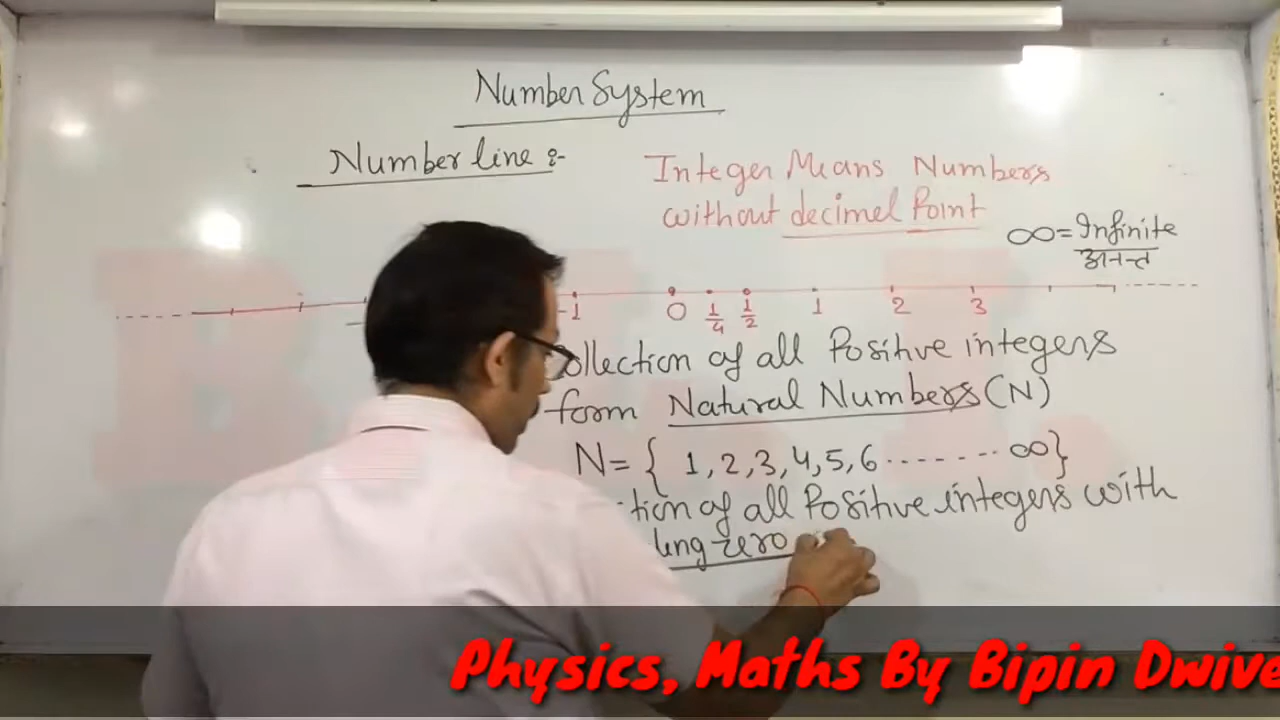 Number System
Number line :-
Integer Means Numbers
without decimel Point
∞ = Infinite
अनन्त
-1 0 1/4 1/2 1 2 3
ollection of all Positive integers
form Natural Numbers (N)
N = { 1, 2, 3, 4, 5, 6 ------- ∞}
tion of all Positive integers with
ing zero
Physics, Maths By Bipin Dwive